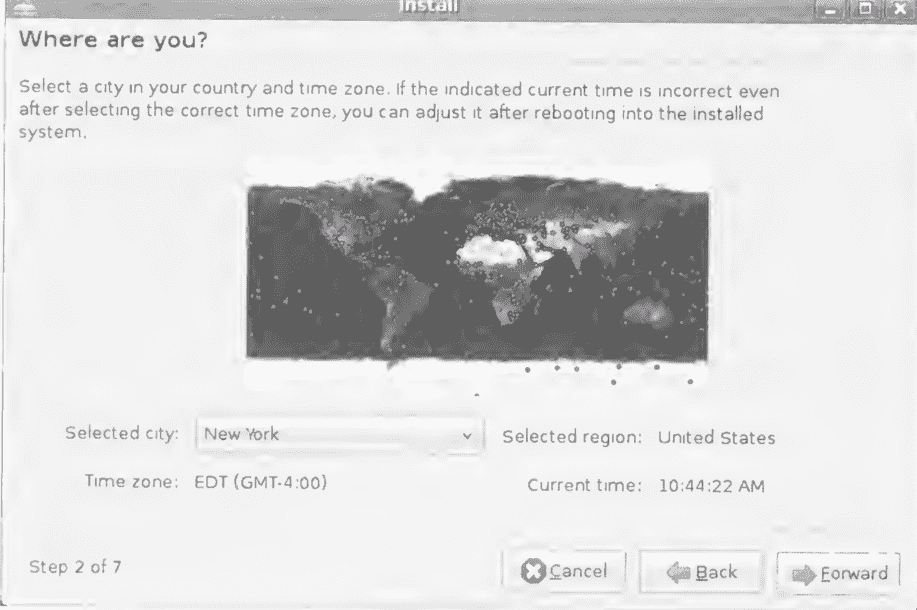 Install
Where are you?
Select a city in your country and time zone. If the indicated current time is incorrect even
after selecting the correct time zone, you can adjust it after rebooting into the installed
system.
Selected city: New York Selected region: United States
Time zone: EDT (GMT-4:00) Current time: 10:44:22 AM
Step 2 of 7 Cancel Back Forward